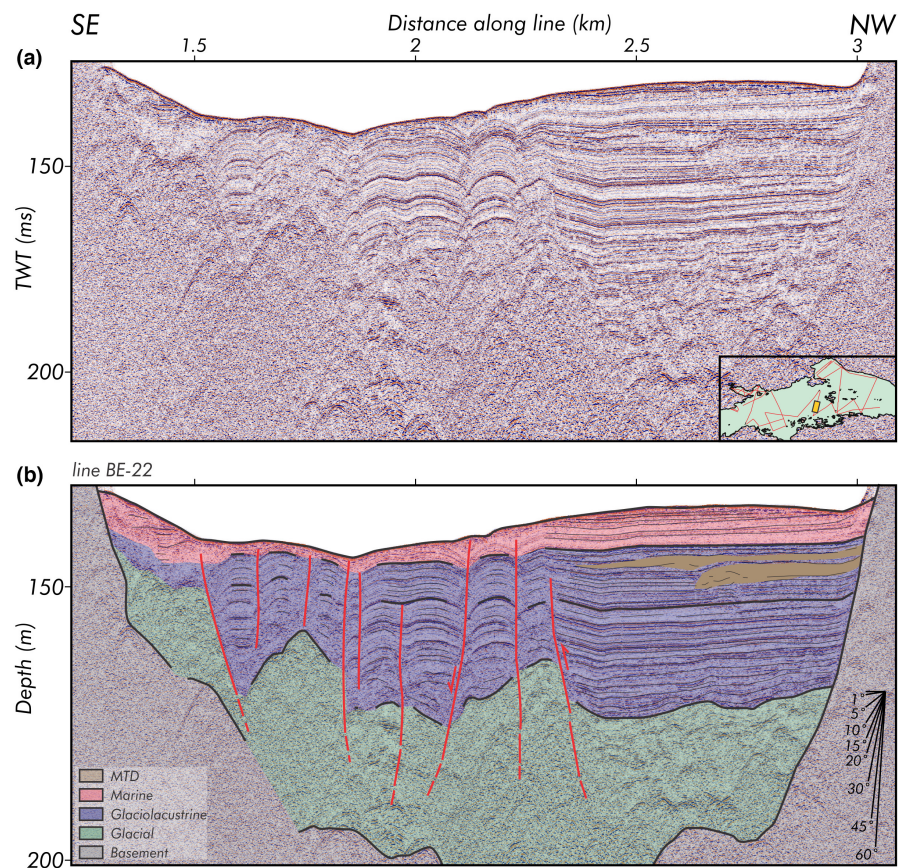 SE
Distance along line (km)
NW
(a)
1.5
2
2.5
3
150
TWT (ms)
200
(b)
line BE-22
150
Depth (m)
1°
5°
10°
15°
20°
30°
45°
60°
MTD
Marine
Glaciolacustrine
Glacial
Basement
200